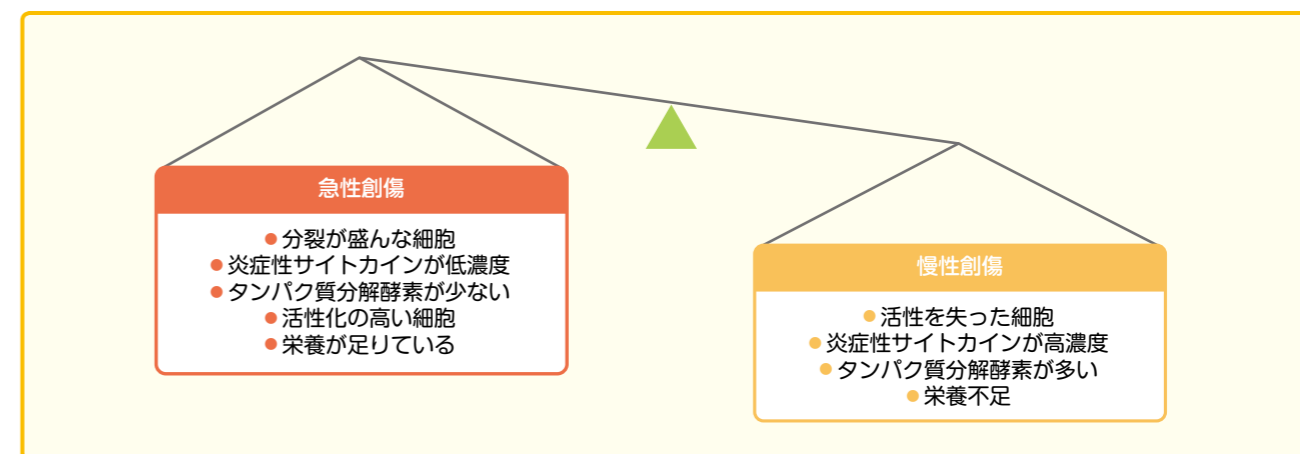 急性創傷
●分裂が盛んな細胞
●炎症性サイトカインが低濃度
●タンパク質分解酵素が少ない
●活性化の高い細胞
●栄養が足りている
慢性創傷
●活性を失った細胞
●炎症性サイトカインが高濃度
●タンパク質分解酵素が多い
●栄養不足